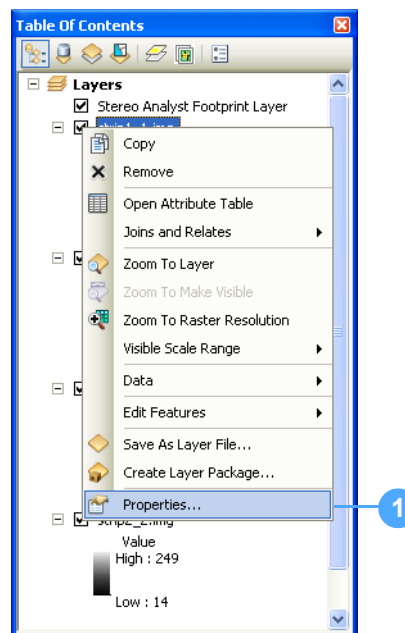 Table Of Contents
Layers
Stereo Analyst Footprint Layer
Copy
Remove
Open Attribute Table
Joins and Relates
Zoom To Layer
Zoom To Make Visible
Zoom To Raster Resolution
Visible Scale Range
Data
Edit Features
Save As Layer File...
Create Layer Package...
Properties...
1
Value
High : 249
Low : 14